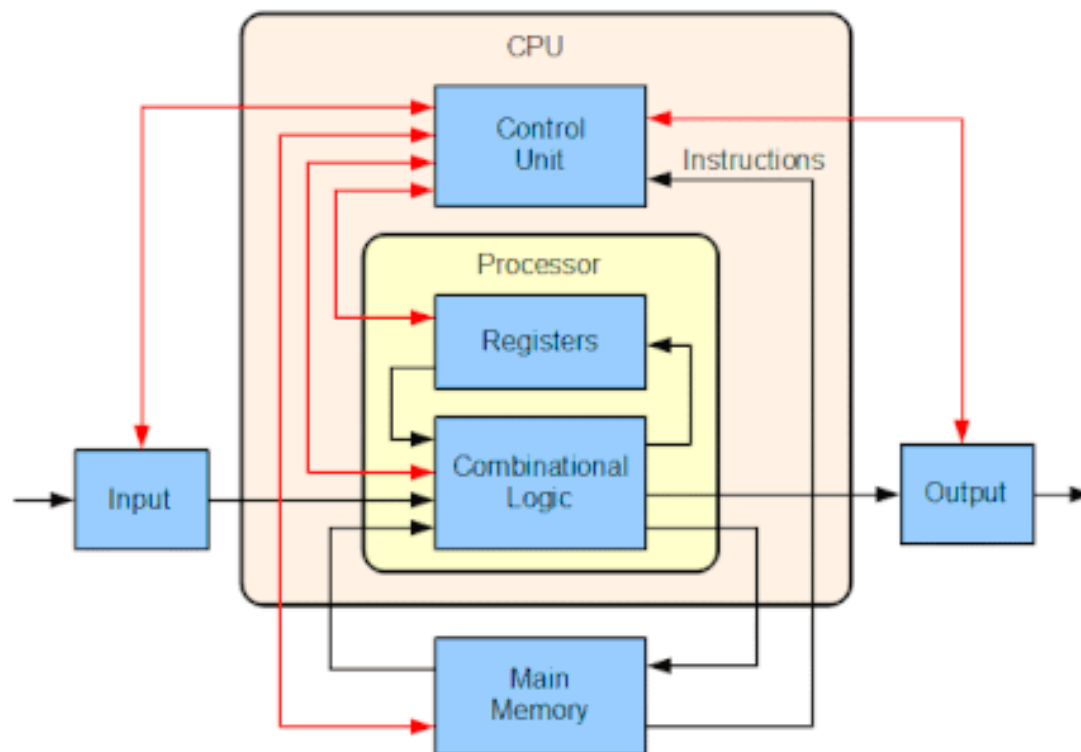 CPU
Control
Unit
Instructions
Processor
Registers
Combinational
Logic
Input
Output
Main
Memory